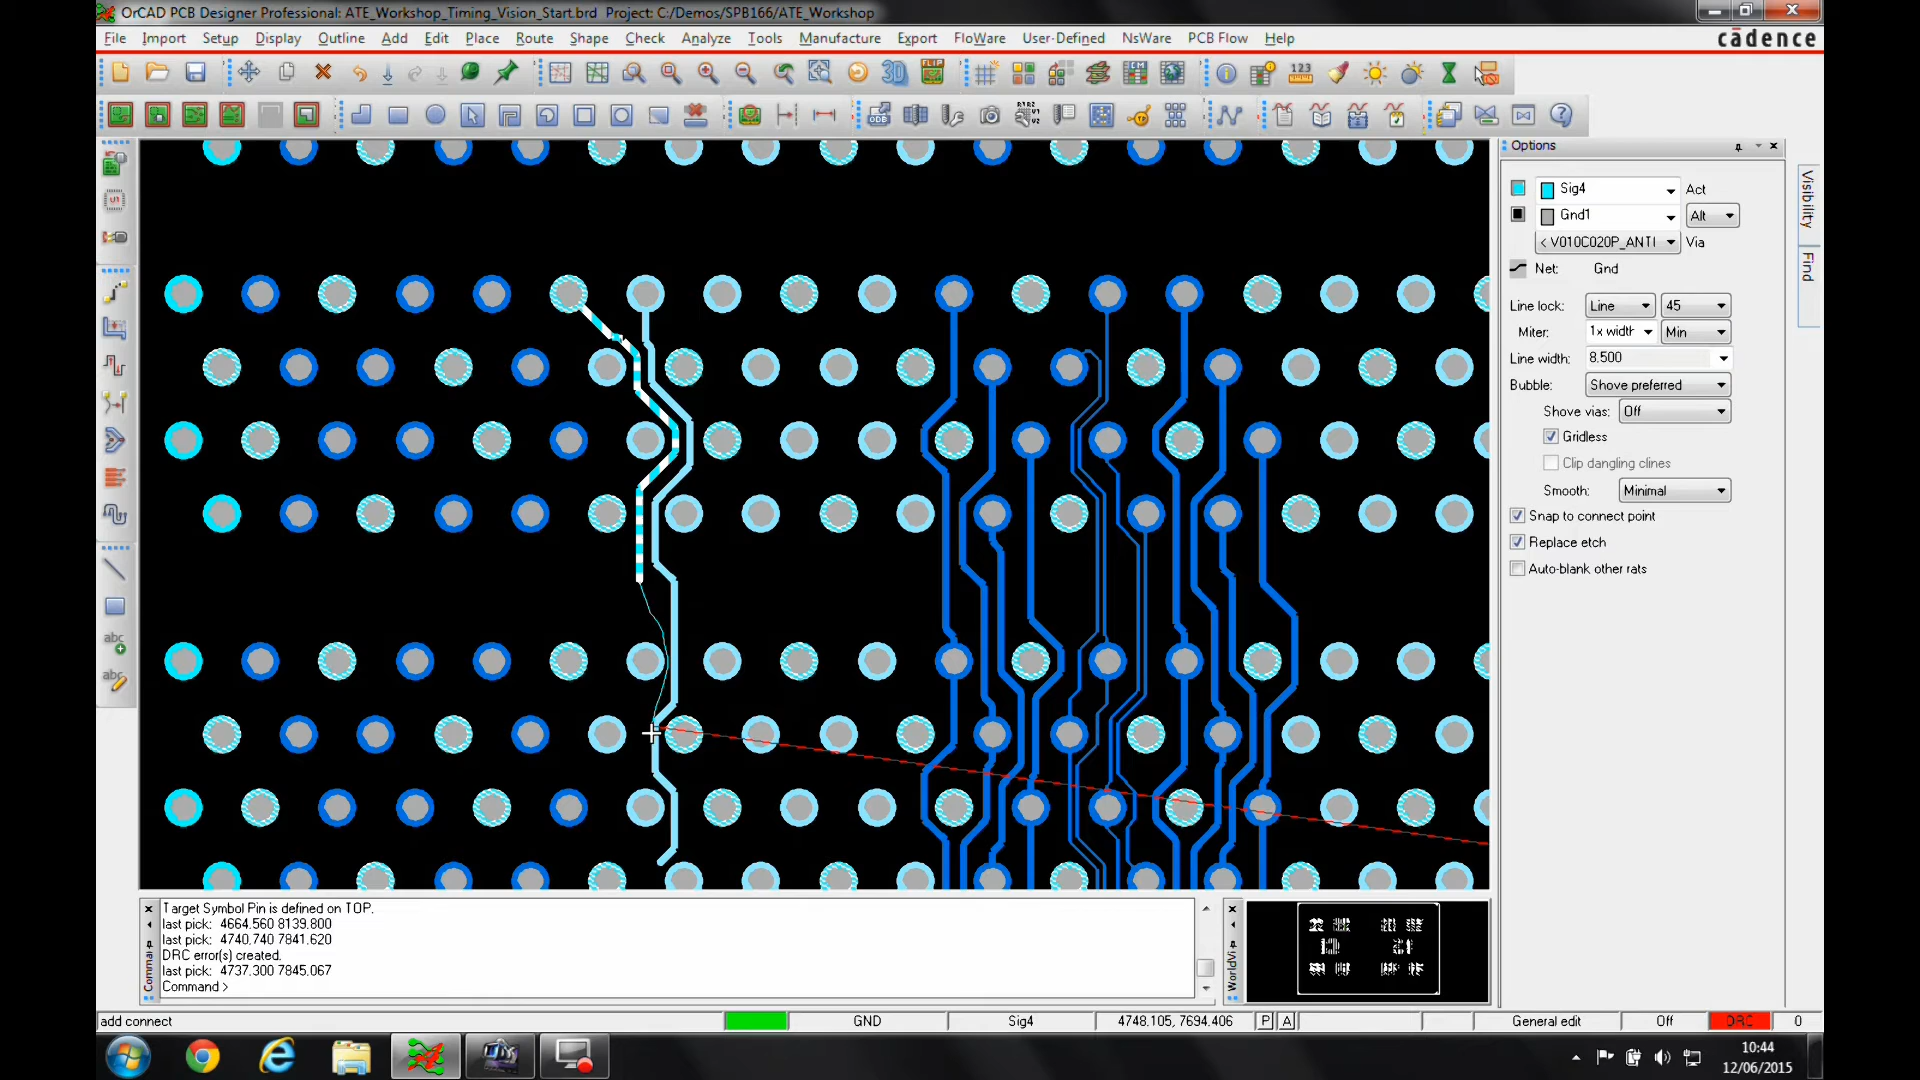 OrCAD PCB Designer Professional: ATE_Workshop_Timing_Vision_Start.brd Project: C:/Demos/SPB166/ATE_Workshop
File Import Setup Display Outline Add Edit Place Route Shape Check Analyze Tools Manufacture Export FloWare User-Defined NsWare PCB Flow Help
cādence
Options
Sig4 Act
Gnd1 Alt
< V010C020P_ANTI Via
Net: Gnd
Line lock: Line 45
Miter: 1x width Min
Line width: 8.500
Bubble: Shove preferred
Shove vias: Off
Gridless
Clip dangling clines
Smooth: Minimal
Snap to connect point
Replace etch
Auto-blank other rats
Visibility
Find
Target Symbol Pin is defined on TOP.
last pick: 4664.560 8139.800
last pick: 4740.740 7841.620
DRC error(s) created.
last pick: 4737.300 7845.067
Command >
add connect GND Sig4 4748.105, 7694.406 P A General edit Off DRC 0
10:44
12/06/2015